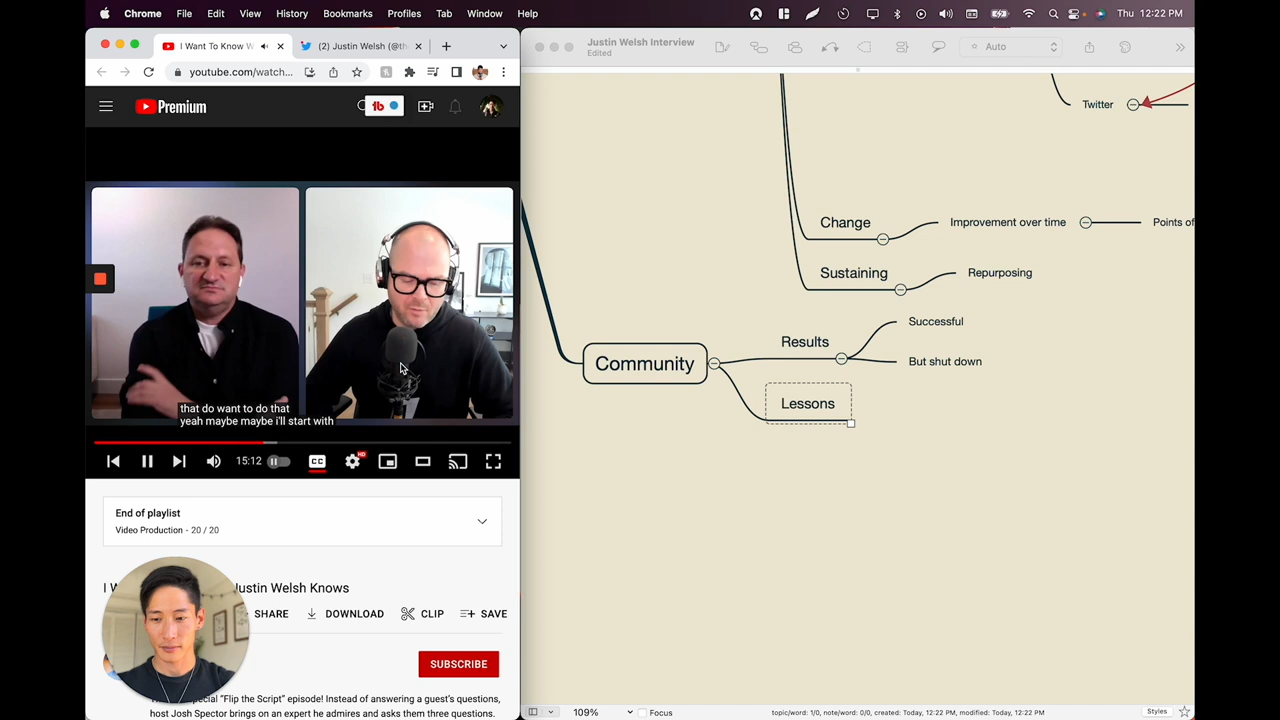 Chrome File Edit View History Bookmarks Profiles Tab Window Help Thu 12:22 PM
I Want To Know W
(2) Justin Welsh (@th
youtube.com/watch...
Premium
tb
that do want to do that
yeah maybe maybe i'll start with
15:12
CC
HD
End of playlist
Video Production - 20 / 20
Justin Welsh Knows
SHARE DOWNLOAD CLIP SAVE
SUBSCRIBE
pecial “Flip the Script” episode! Instead of answering a guest’s questions,
host Josh Spector brings on an expert he admires and asks them three questions.
Justin Welsh Interview
Edited
Auto
Twitter
Change
Improvement over time
Points of
Sustaining
Repurposing
Community
Results
Successful
But shut down
Lessons
109%
Focus
topic/word: 1/0, note/word: 0/0, created: Today, 12:22 PM, modified: Today, 12:22 PM
Styles